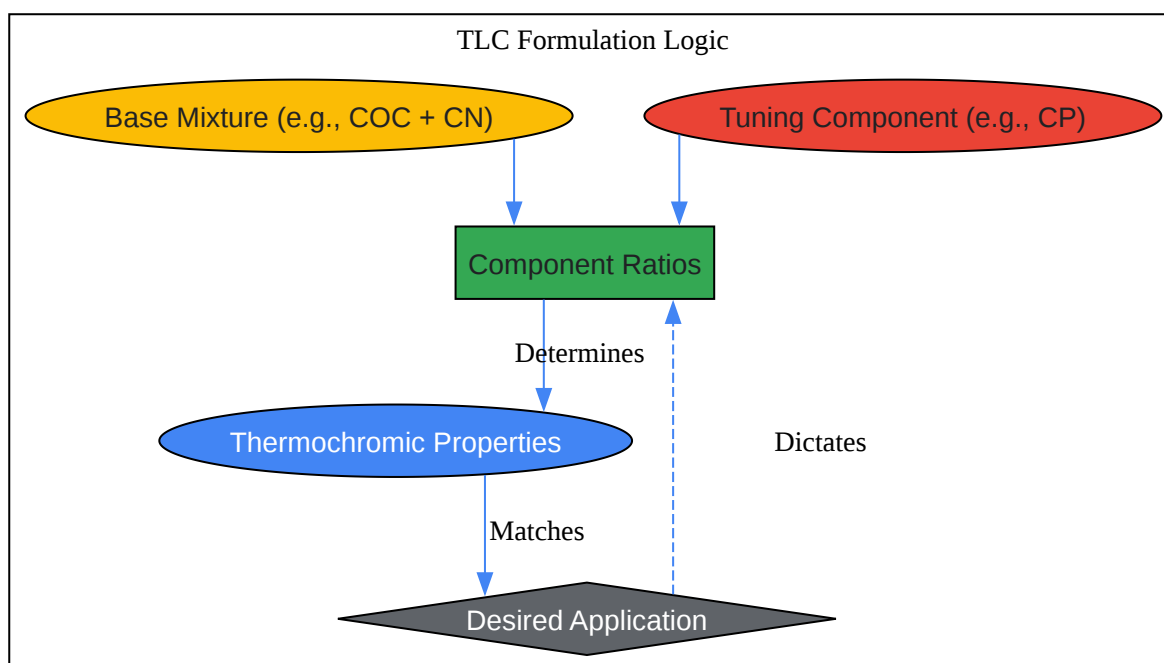 TLC Formulation Logic
Base Mixture (e.g., COC + CN)
Tuning Component (e.g., CP)
Component Ratios
Determines
Thermochromic Properties
Dictates
Matches
Desired Application